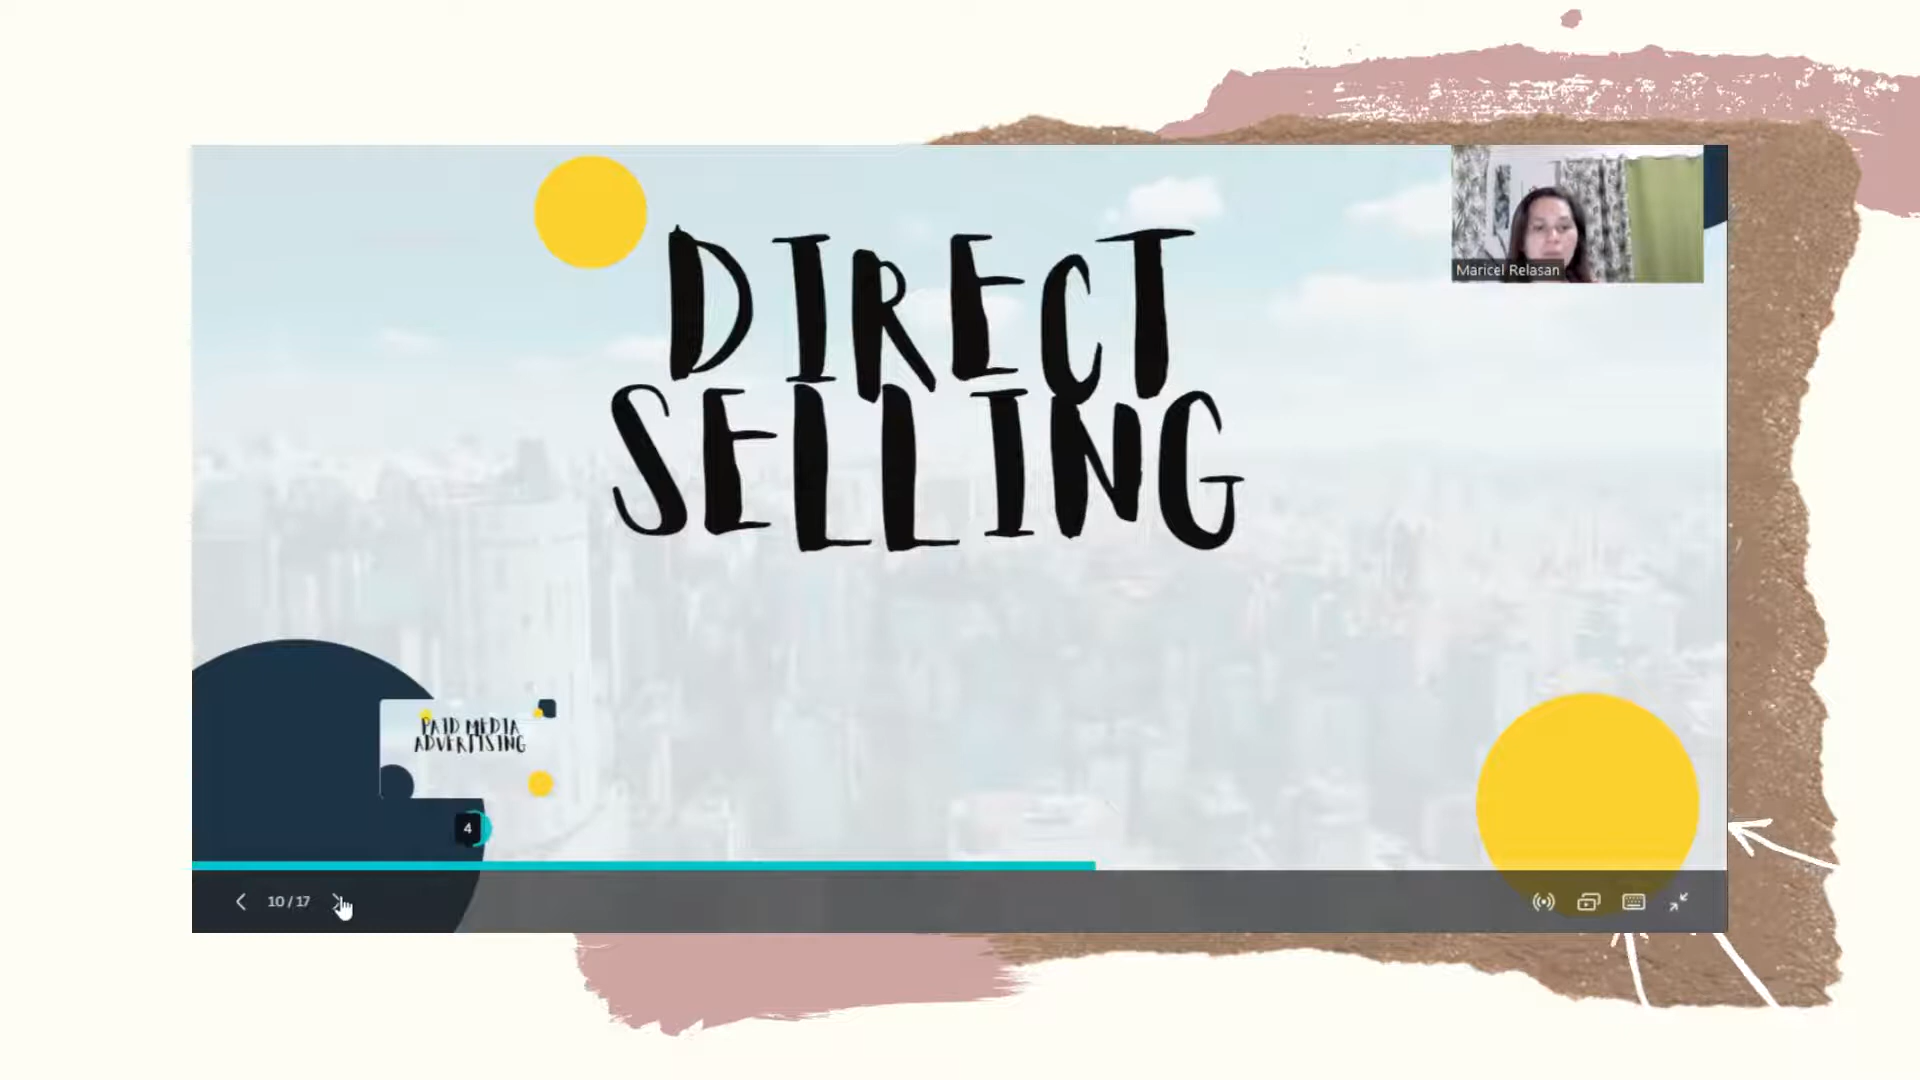 DIRECT
SELLING
Maricel Relasan
PAID MEDIA
ADVERTISING
4
10 / 17